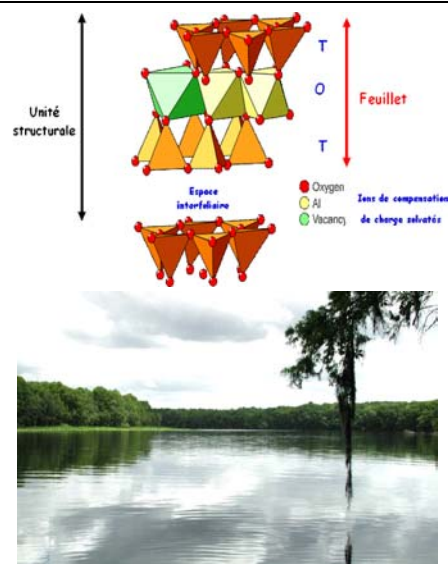 T
O
T
Unité
structurale
Feuillet
Espace
interfoliaire
Oxygen
Al
Vacancy
Ions de compensation
de charge solvatés